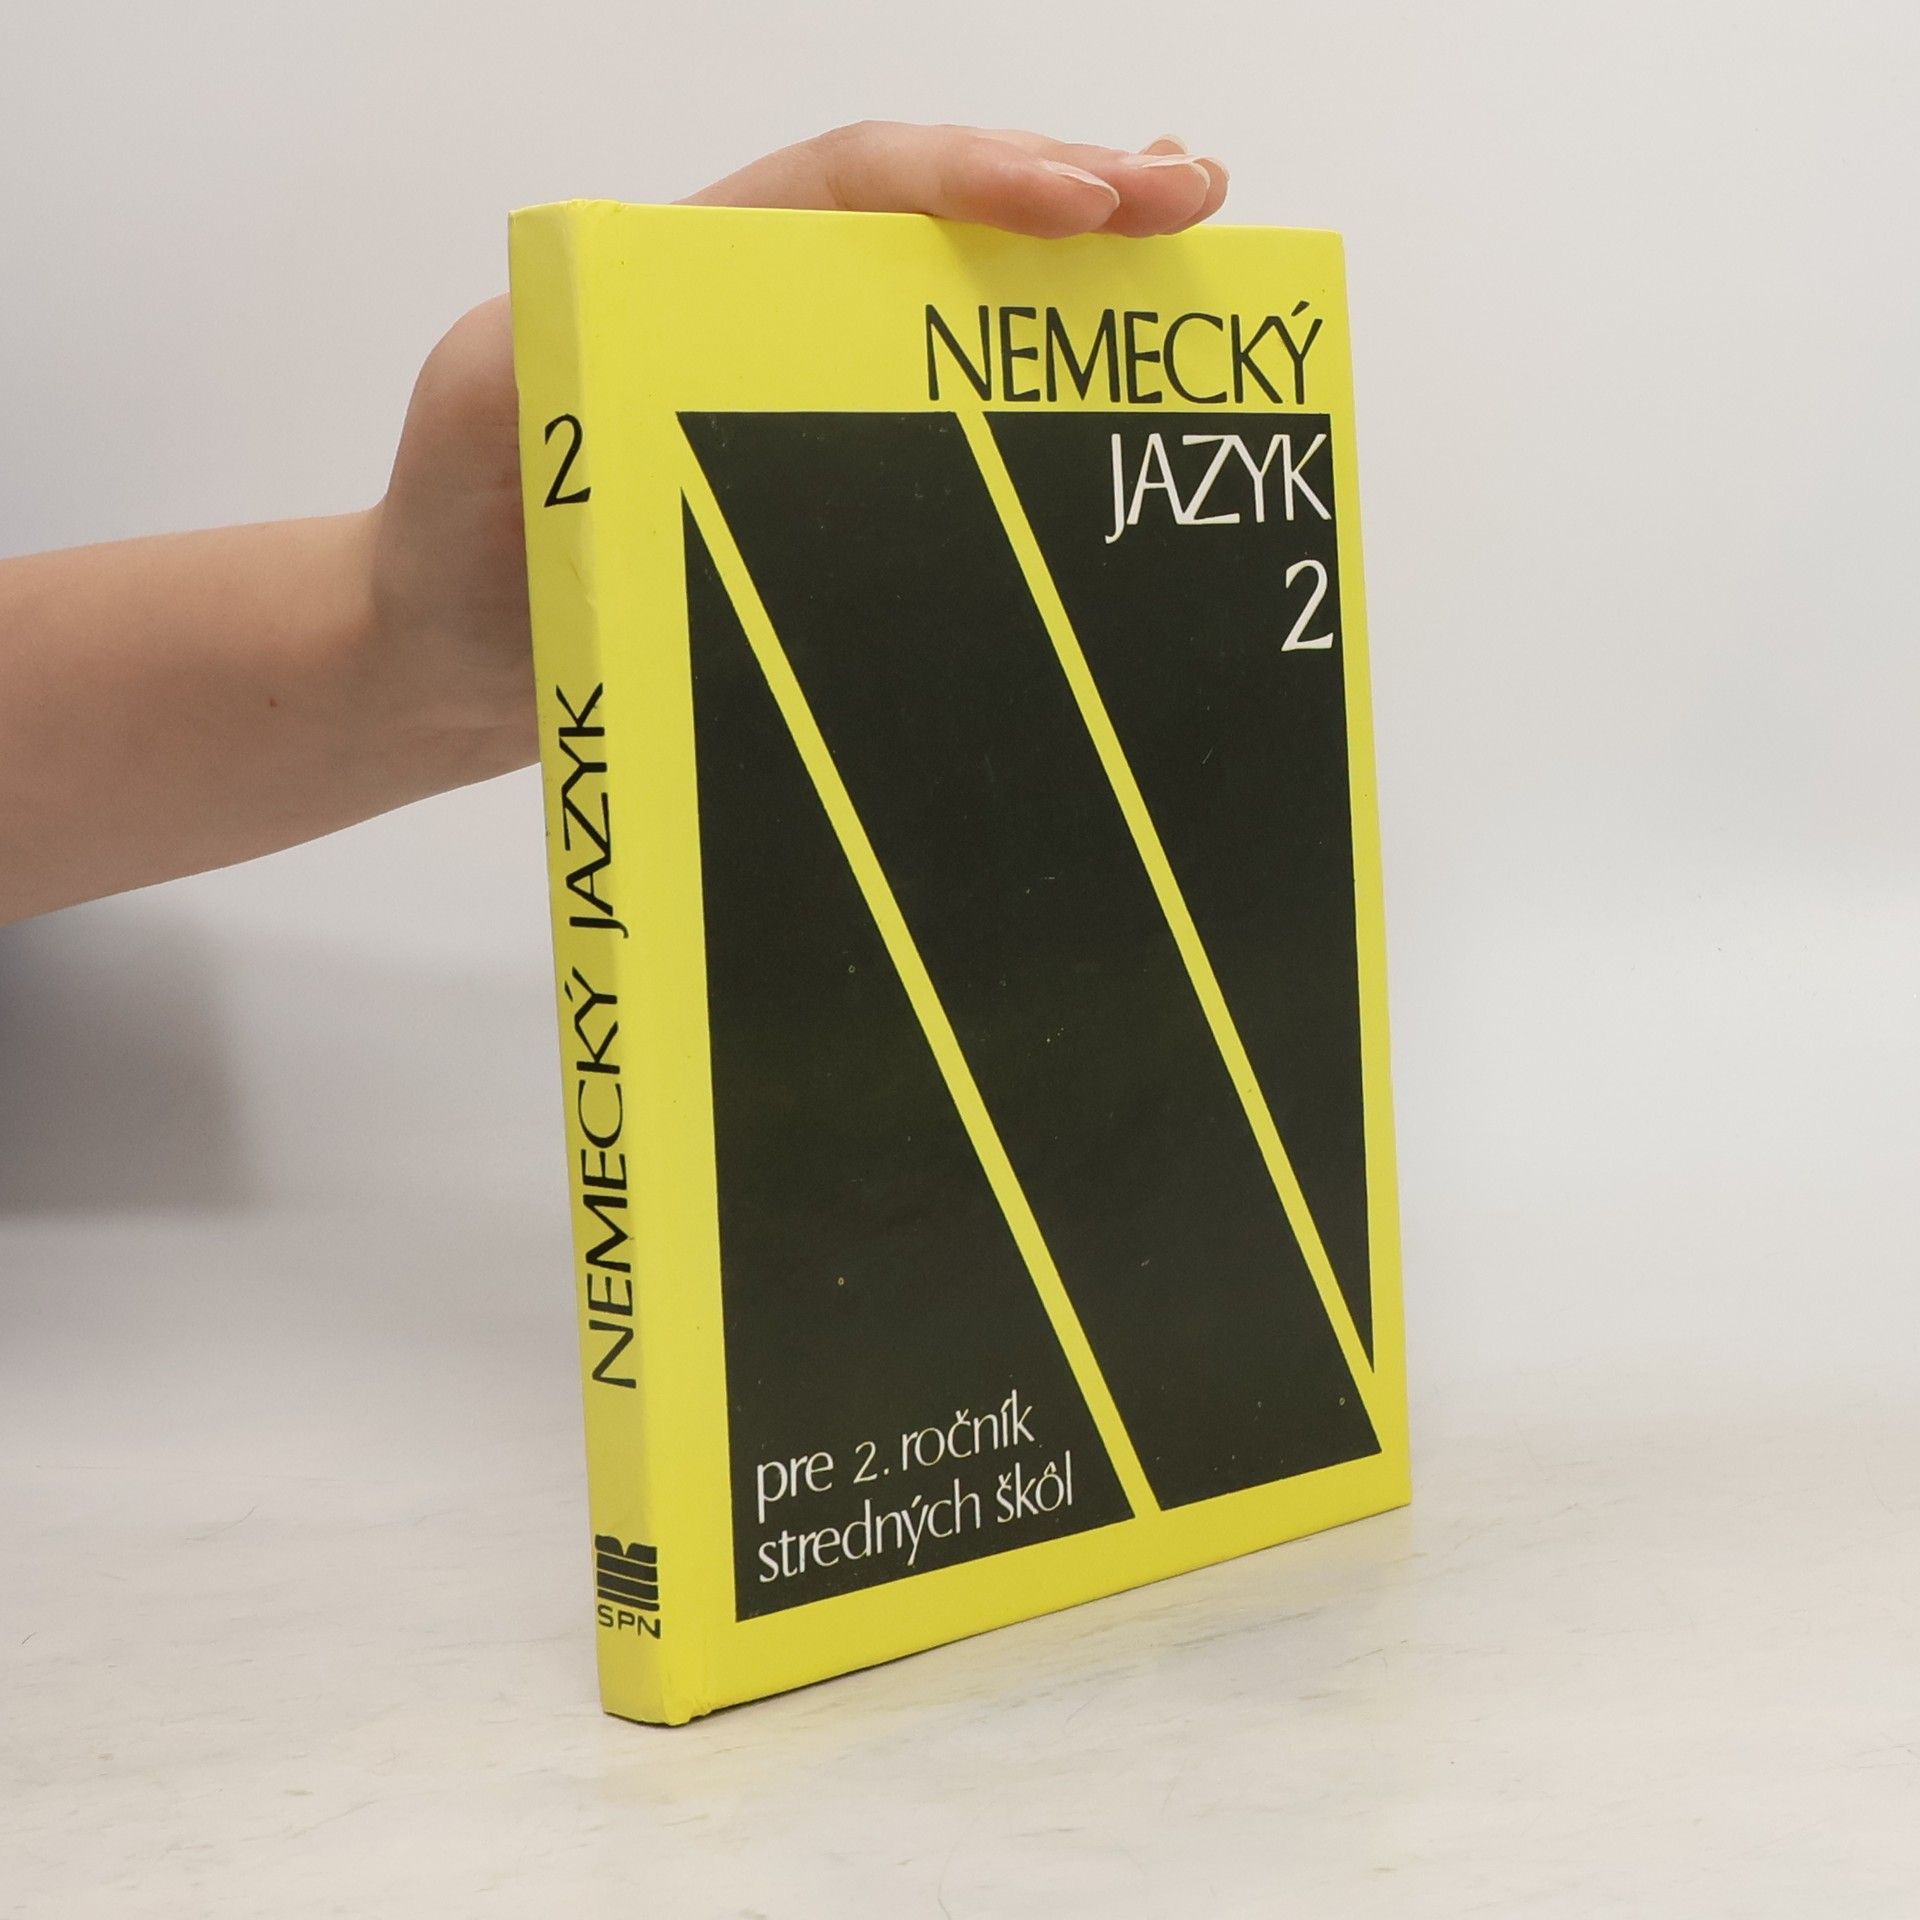 NEMECKÝ
JAZYK
2
pre 2. ročník
stredných škôl
NEMECKÝ JAZYK 2
SPN